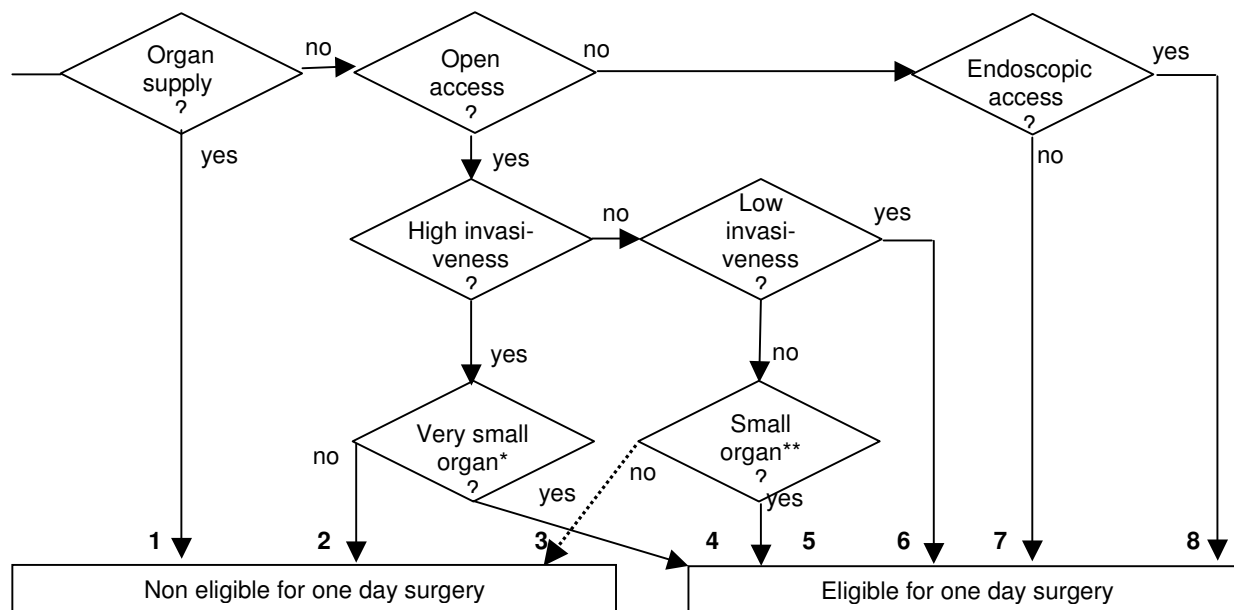 Organ
supply
?
no
Open
access
?
no
Endoscopic
access
?
yes
yes
yes
no
High invasi-
veness
?
no
Low
invasi-
veness
?
yes
yes
no
Very small
organ*
?
no
yes
Small
organ**
?
no
yes
1
2
3
4
5
6
7
8
Non eligible for one day surgery
Eligible for one day surgery